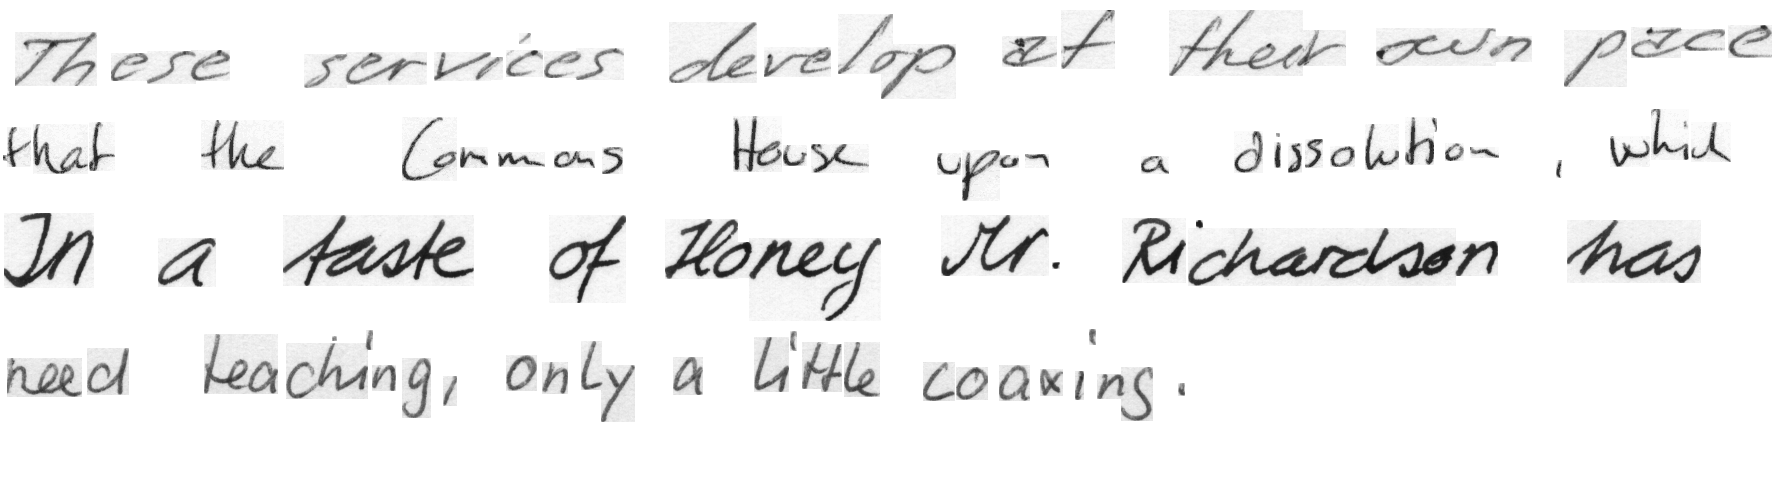 These services develop at their own pace
that the Commons House upon a dissolution, which
In a taste of Honey Mr. Richardson has
need teaching, only a little coaxing.